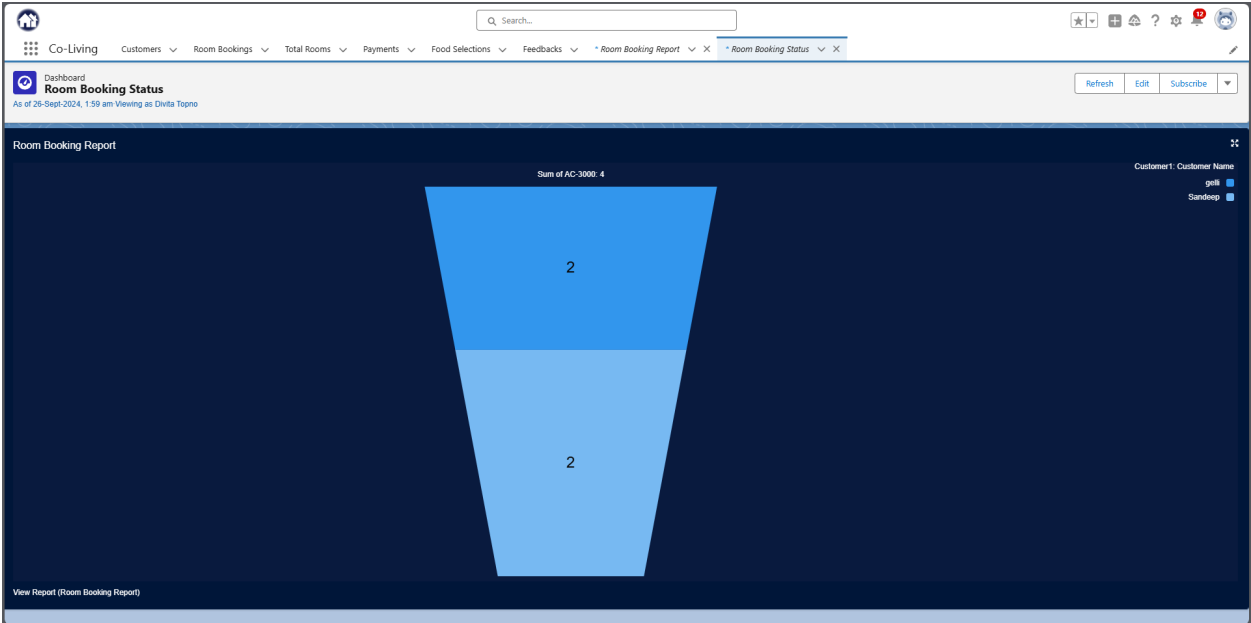 Search...
12
Co-Living Customers Room Bookings Total Rooms Payments Food Selections Feedbacks * Room Booking Report * Room Booking Status
Dashboard
Room Booking Status
As of 26-Sept-2024, 1:59 am·Viewing as Divita Topno
Refresh Edit Subscribe
Room Booking Report
Sum of AC-3000: 4
Customer1: Customer Name
gelli
Sandeep
2
2
View Report (Room Booking Report)